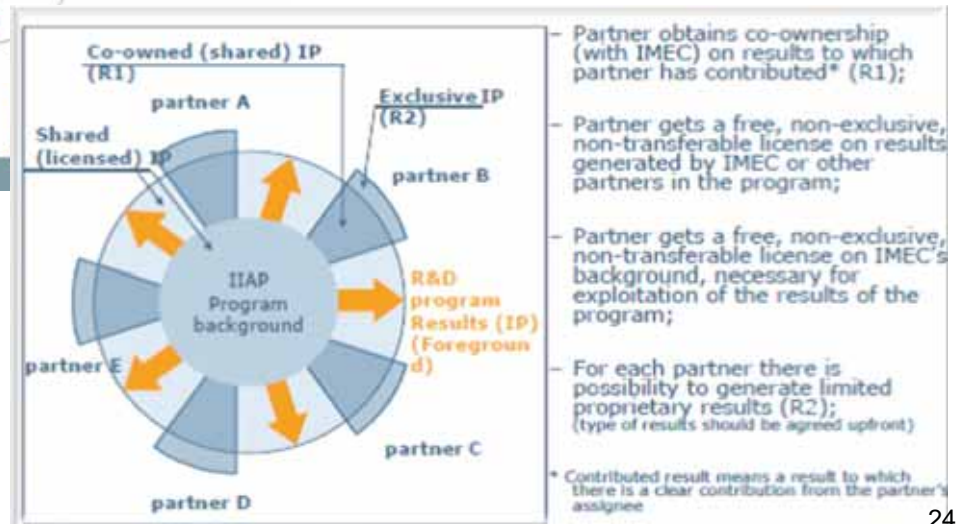 Co-owned (shared) IP
(R1)
partner A
Exclusive IP
(R2)
Shared
(licensed) IP
partner B
IIAP
Program
background
R&D
program
Results (IP)
(Foregroun
d)
partner E
partner C
partner D
– Partner obtains co-ownership
(with IMEC) on results to which
partner has contributed* (R1);
– Partner gets a free, non-exclusive,
non-transferable license on results
generated by IMEC or other
partners in the program;
– Partner gets a free, non-exclusive,
non-transferable license on IMEC's
background, necessary for
exploitation of the results of the
program;
– For each partner there is
possibility to generate limited
proprietary results (R2);
(type of results should be agreed upfront)
* Contributed result means a result to which
there is a clear contribution from the partner's
assignee
24